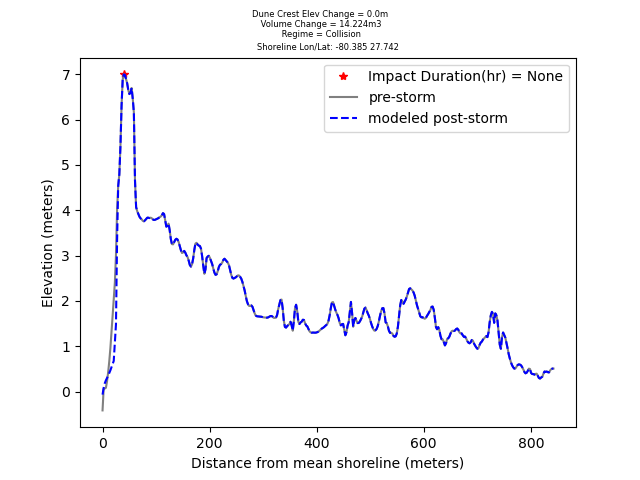 Dune Crest Elev Change = 0.0m
Volume Change = 14.224m3
Regime = Collision
Shoreline Lon/Lat: -80.385 27.742
Impact Duration(hr) = None
pre-storm
modeled post-storm
Elevation (meters)
7
6
5
4
3
2
1
0
0 200 400 600 800
Distance from mean shoreline (meters)